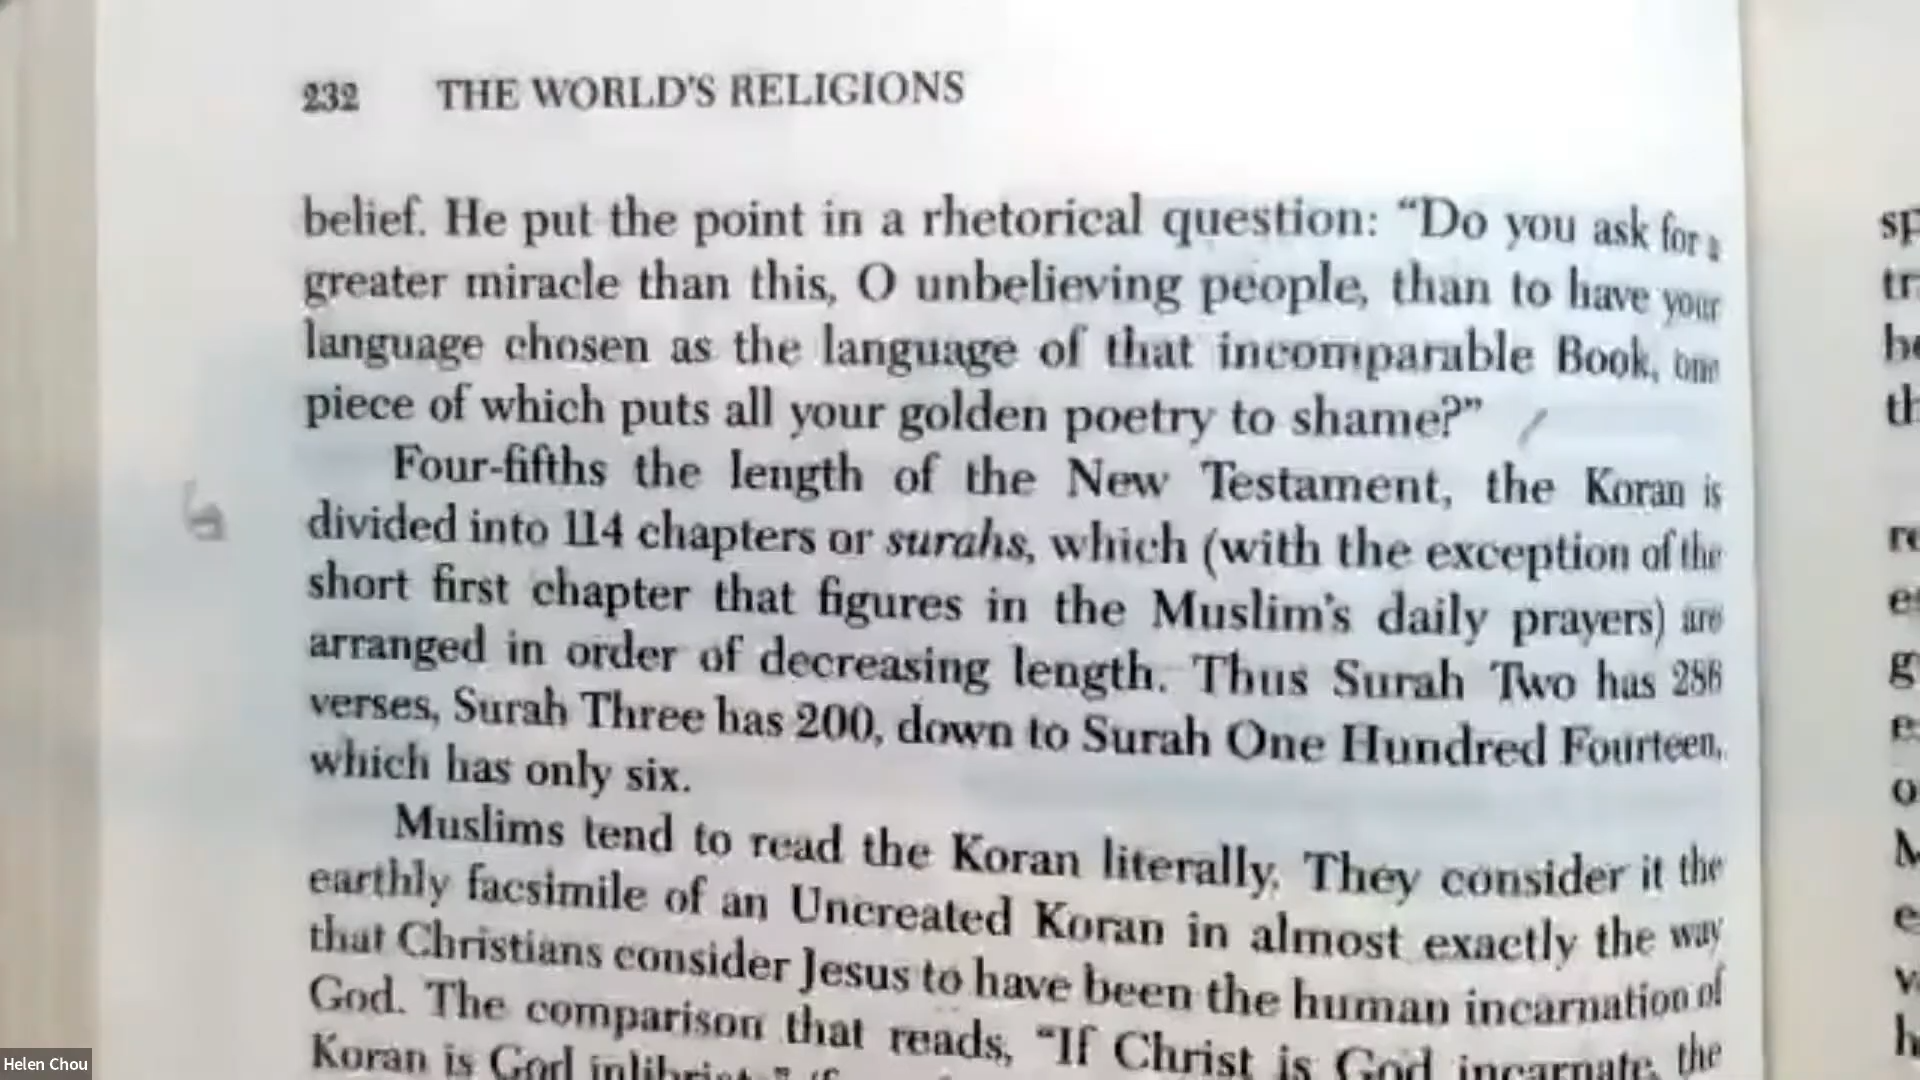 232 THE WORLD'S RELIGIONS
belief. He put the point in a rhetorical question: “Do you ask for a
greater miracle than this, O unbelieving people, than to have your
language chosen as the language of that incomparable Book, one
piece of which puts all your golden poetry to shame?”
Four-fifths the length of the New Testament, the Koran is
divided into 114 chapters or surahs, which (with the exception of the
short first chapter that figures in the Muslim's daily prayers) are
arranged in order of decreasing length. Thus Surah Two has 286
verses, Surah Three has 200, down to Surah One Hundred Fourteen,
which has only six.
Muslims tend to read the Koran literally. They consider it the
earthly facsimile of an Uncreated Koran in almost exactly the way
that Christians consider Jesus to have been the human incarnation of
God. The comparison that reads, “If Christ is God incarnate, the
Koran is God inlibriate,”
Helen Chou